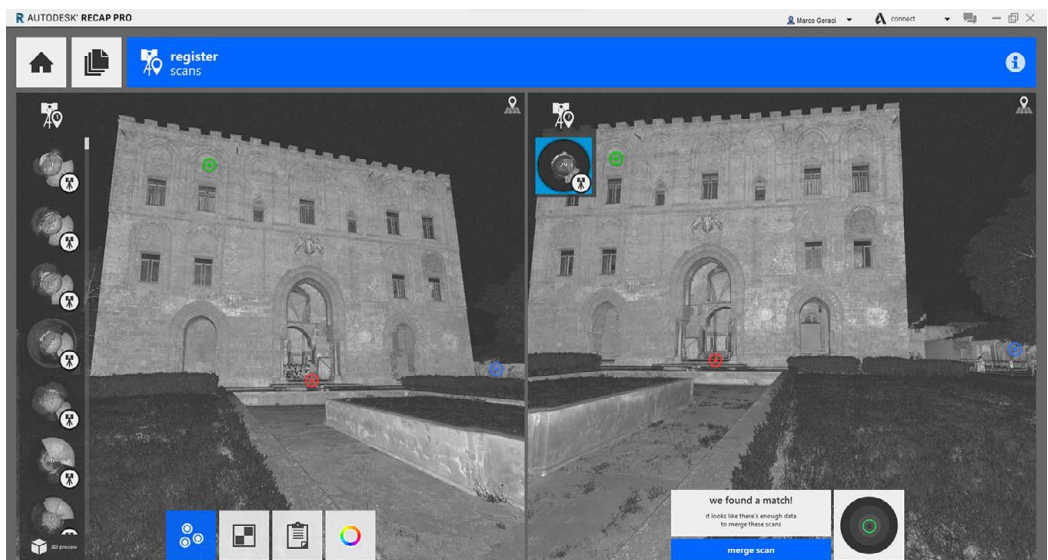 R AUTODESK® RECAP PRO
Marco Geraci
connect
register
scans
29
3D preview
we found a match!
it looks like there's enough data
to merge these scans
merge scan